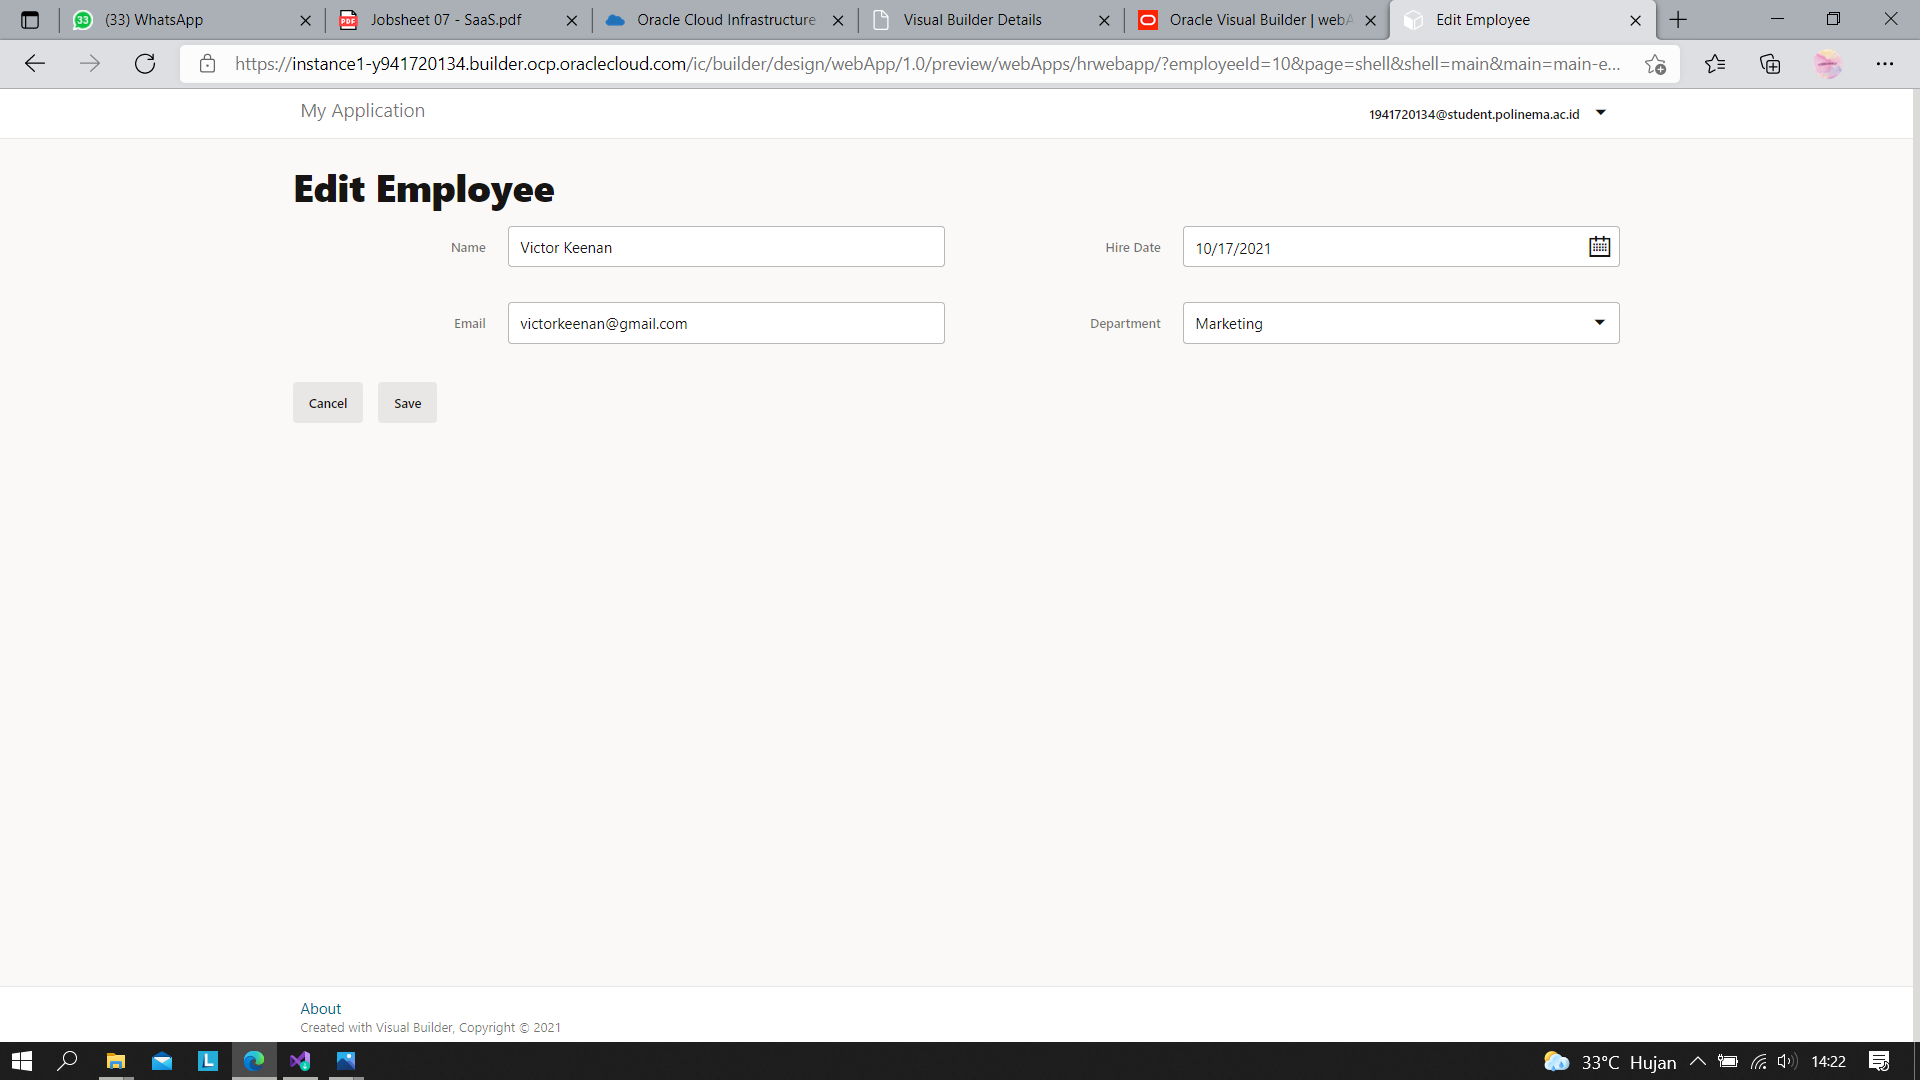 (33) WhatsApp
Jobsheet 07 - SaaS.pdf
Oracle Cloud Infrastructure
Visual Builder Details
Oracle Visual Builder | webA
Edit Employee
https://instance1-y941720134.builder.ocp.oraclecloud.com/ic/builder/design/webApp/1.0/preview/webApps/hrwebapp/?employeeId=10&page=shell&shell=main&main=main-e...
My Application
1941720134@student.polinema.ac.id
Edit Employee
Name
Victor Keenan
Hire Date
10/17/2021
Email
victorkeenan@gmail.com
Department
Marketing
Cancel
Save
About
Created with Visual Builder, Copyright © 2021
33°C Hujan
14:22